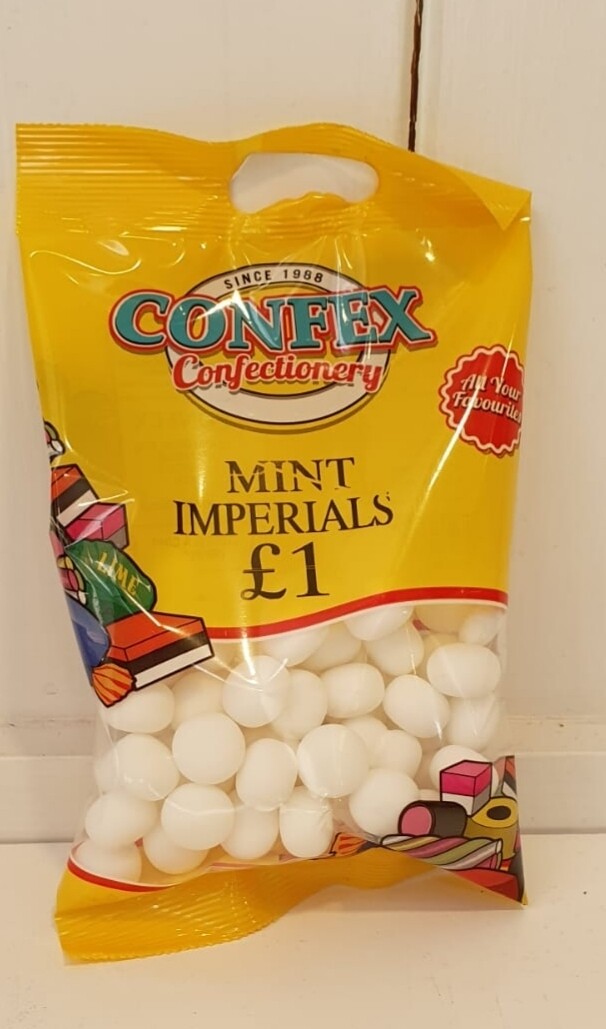 SINCE 1988
CONFEX
Confectionery
All Your
Favourites
MINT
IMPERIALS
£1
LIME